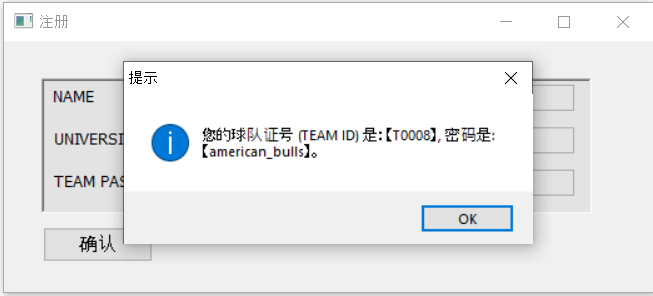 注册
提示
NAME
您的球队证号 (TEAM ID) 是:【T0008】, 密码是:
【american_bulls】。
UNIVERSI
TEAM PAS
OK
确认